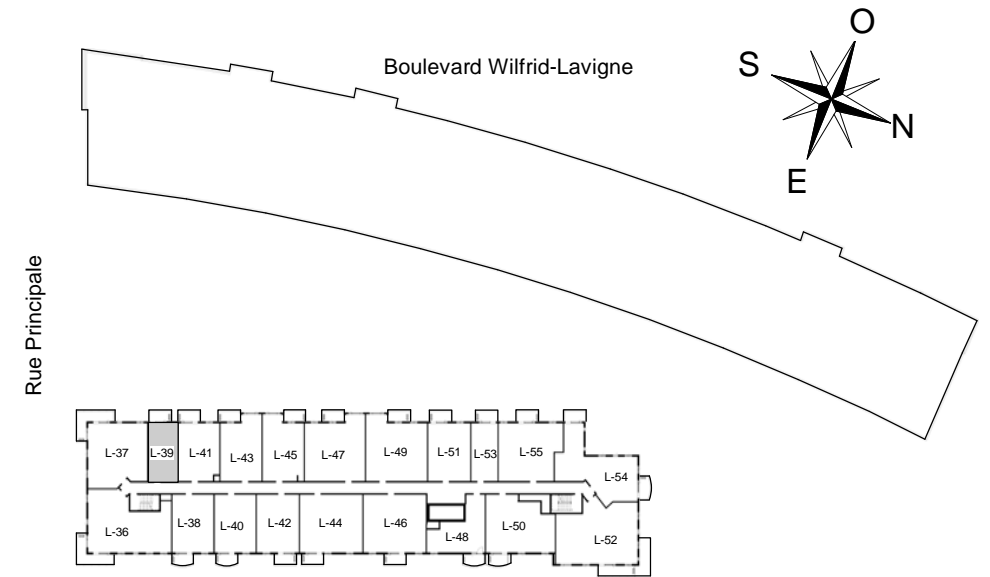 Boulevard Wilfrid-Lavigne
O
S
N
E
Rue Principale
L-37 L-39 L-41 L-43 L-45 L-47 L-49 L-51 L-53 L-55
L-54
L-36 L-38 L-40 L-42 L-44 L-46 L-48 L-50 L-52